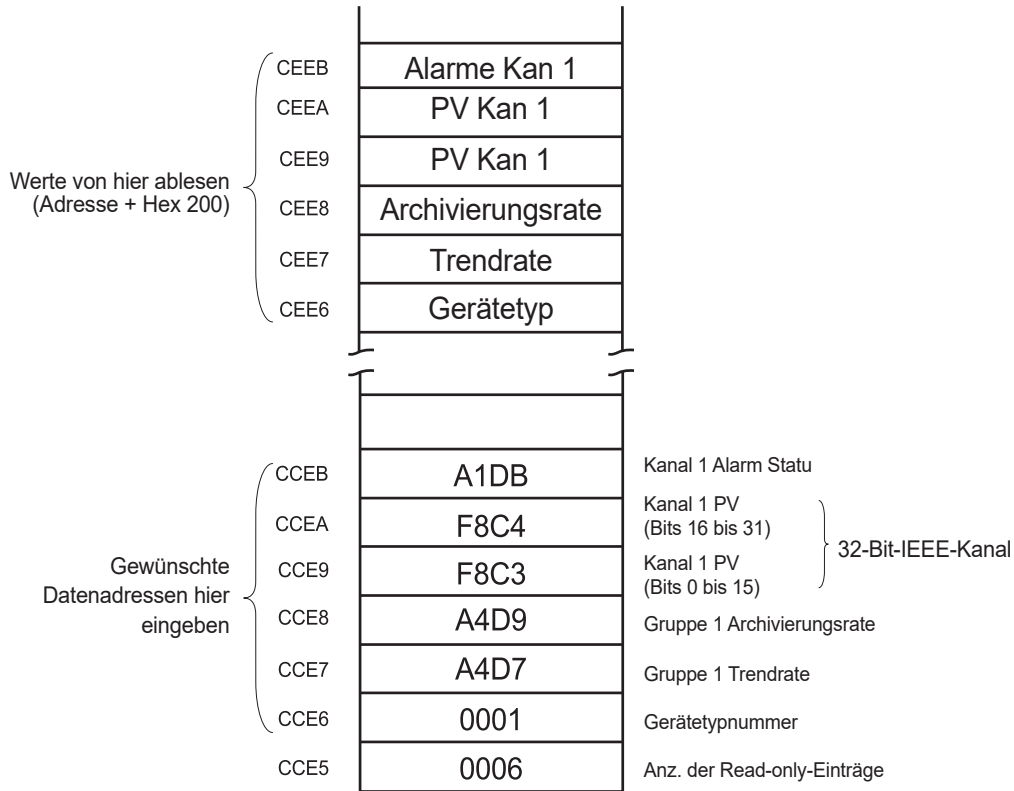 CEEB Alarme Kan 1
CEEA PV Kan 1
CEE9 PV Kan 1
Werte von hier ablesen
(Adresse + Hex 200)
CEE8 Archivierungsrate
CEE7 Trendrate
CEE6 Gerätetyp
CCEB A1DB Kanal 1 Alarm Statu
CCEA F8C4 Kanal 1 PV
(Bits 16 bis 31)
32-Bit-IEEE-Kanal
Gewünschte
Datenadressen hier
eingeben
CCE9 F8C3 Kanal 1 PV
(Bits 0 bis 15)
CCE8 A4D9 Gruppe 1 Archivierungsrate
CCE7 A4D7 Gruppe 1 Trendrate
CCE6 0001 Gerätetypnummer
CCE5 0006 Anz. der Read-only-Einträge